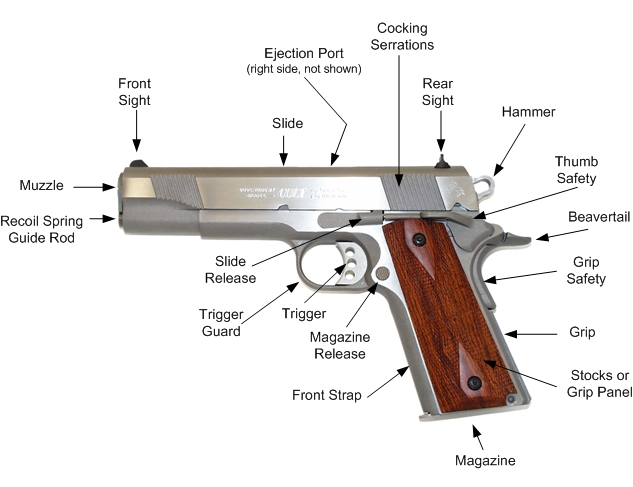 Cocking
Serrations
Ejection Port
(right side, not shown)
Front
Sight
Rear
Sight
Hammer
Slide
Thumb
Safety
Muzzle
Beavertail
Recoil Spring
Guide Rod
COLT
Slide
Release
Grip
Safety
Trigger
Guard
Trigger
Magazine
Release
Grip
Stocks or
Grip Panel
Front Strap
Magazine